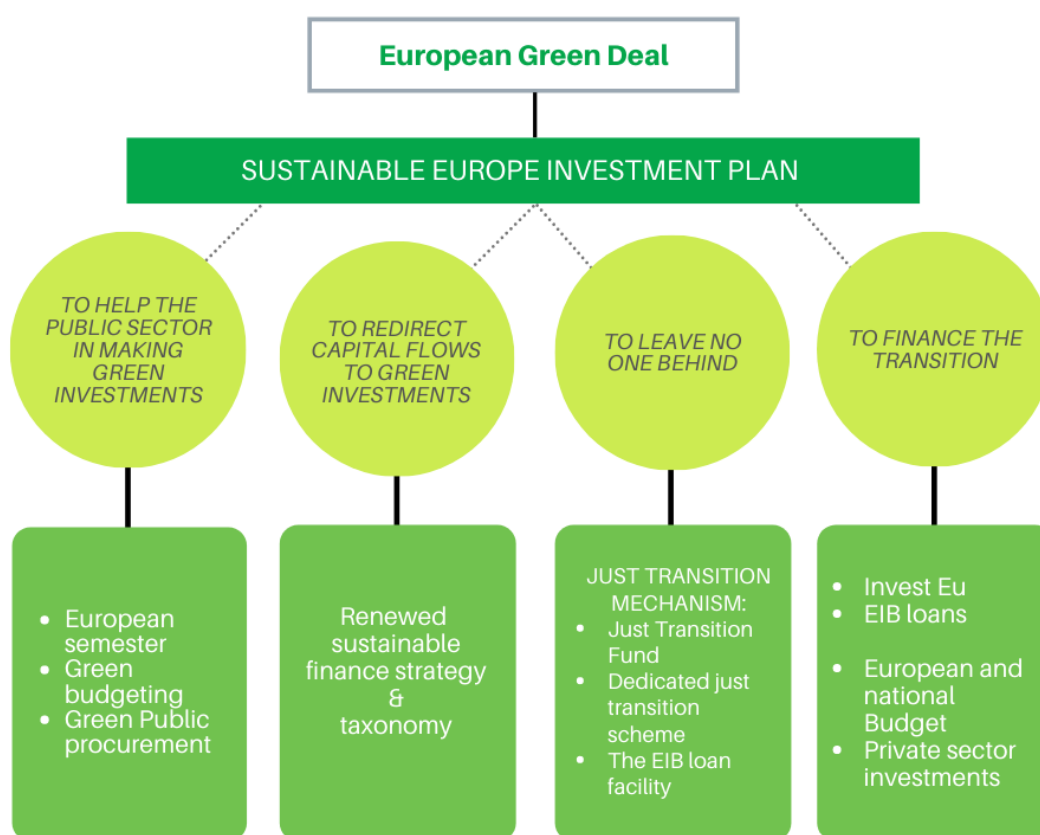 European Green Deal
SUSTAINABLE EUROPE INVESTMENT PLAN
TO HELP THE
PUBLIC SECTOR
IN MAKING
GREEN
INVESTMENTS
TO REDIRECT
CAPITAL FLOWS
TO GREEN
INVESTMENTS
TO LEAVE NO
ONE BEHIND
TO FINANCE THE
TRANSITION
• European
semester
• Green
budgeting
• Green Public
procurement
Renewed
sustainable
finance strategy
&
taxonomy
JUST TRANSITION
MECHANISM:
• Just Transition
Fund
• Dedicated just
transition
scheme
• The EIB loan
facility
• Invest Eu
• EIB loans
• European and
national
Budget
• Private sector
investments